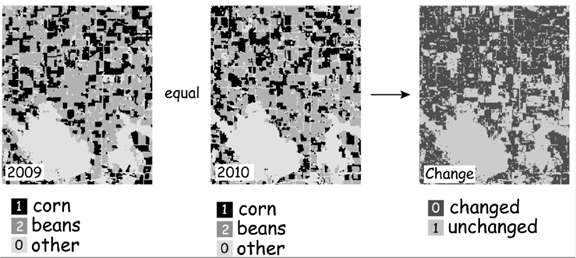 equal
2009
2010
Change
1 corn
2 beans
0 other
1 corn
2 beans
0 other
0 changed
1 unchanged